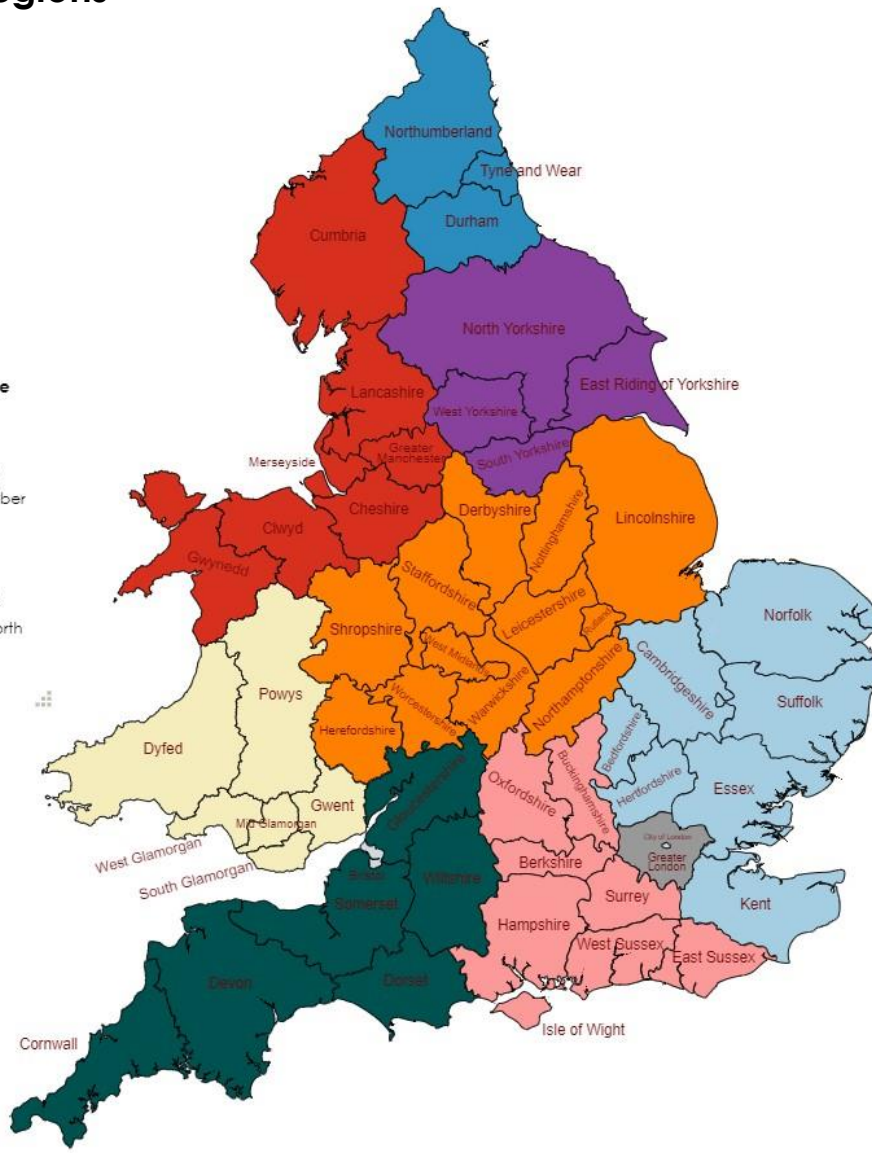 Northumberland
Tyne and Wear
Durham
Cumbria
North Yorkshire
East Riding of Yorkshire
Lancashire
West Yorkshire
Greater
Manchester
South Yorkshire
Merseyside
Cheshire
Derbyshire
Nottinghamshire
Lincolnshire
Clwyd
Gwynedd
Staffordshire
Leicestershire
Rutland
Norfolk
Shropshire
West Midlands
Cambridgeshire
Powys
Worcestershire
Warwickshire
Northamptonshire
Suffolk
Herefordshire
Bedfordshire
Dyfed
Buckinghamshire
Hertfordshire
Essex
Gwent
Oxfordshire
Gloucestershire
Mid Glamorgan
City of London
Greater
London
West Glamorgan
South Glamorgan
Berkshire
Bristol
Wiltshire
Somerset
Surrey
Kent
Hampshire
West Sussex
East Sussex
Devon
Dorset
Isle of Wight
Cornwall